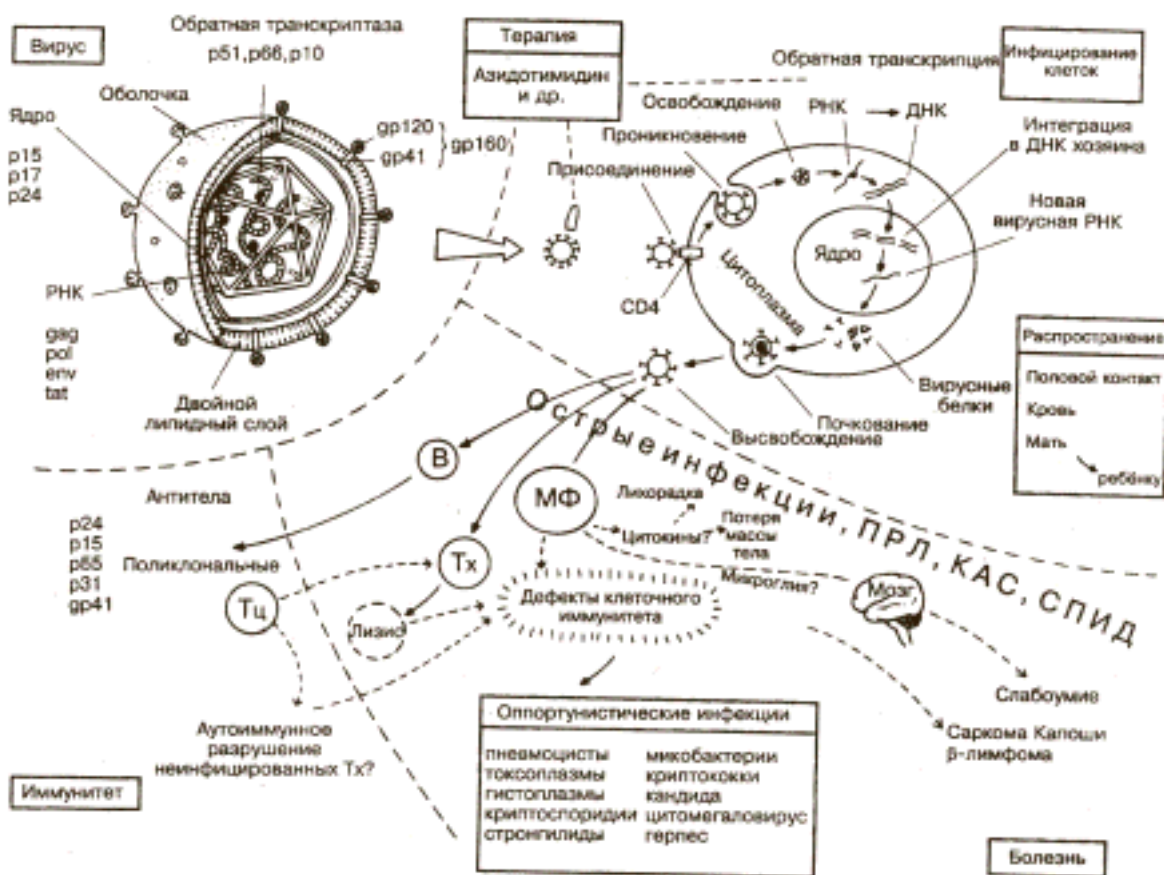 Вирус
Обратная транскриптаза
p51,p66,p10
Оболочка
Ядро
p15
p17
p24
gp120
gp41
gp160
РНК
gag
pol
env
tat
Двойной
липидный слой
Терапия
Азидотимидин
и др.
Обратная транскрипция
Инфицирование
клеток
Освобождение
РНК
ДНК
Проникновение
Интеграция
в ДНК хозяина
Присоединение
Новая
вирусная РНК
Ядро
Цитоплазма
CD4
Вирусные
белки
Почкование
Высвобождение
Распространение
Половой контакт
Кровь
Мать
ребёнку
Острые инфекции, ПРЛ, КАС, СПИД
В
Антитела
p24
p15
p55
p31
gp41
Поликлональные
МФ
Лихорадка
Цитокины?
Потеря
массы
тела
Тх
Тц
Лизис
Микроглия?
Мозг
Дефекты клеточного
иммунитета
Слабоумие
Саркома Капоши
β-лимфома
Аутоиммунное
разрушение
неинфицированных Тх?
Иммунитет
Оппортунистические инфекции
пневмоцисты микобактерии
токсоплазмы криптококки
гистоплазмы кандида
криптоспоридии цитомегаловирус
стронгилиды герпес
Болезнь